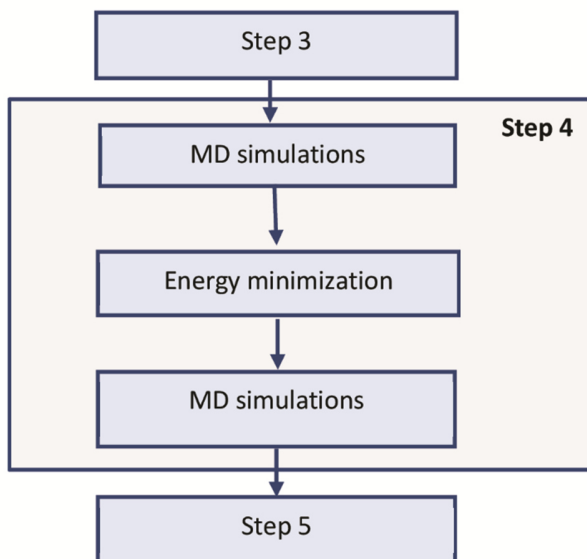 Step 3
Step 4
MD simulations
Energy minimization
MD simulations
Step 5